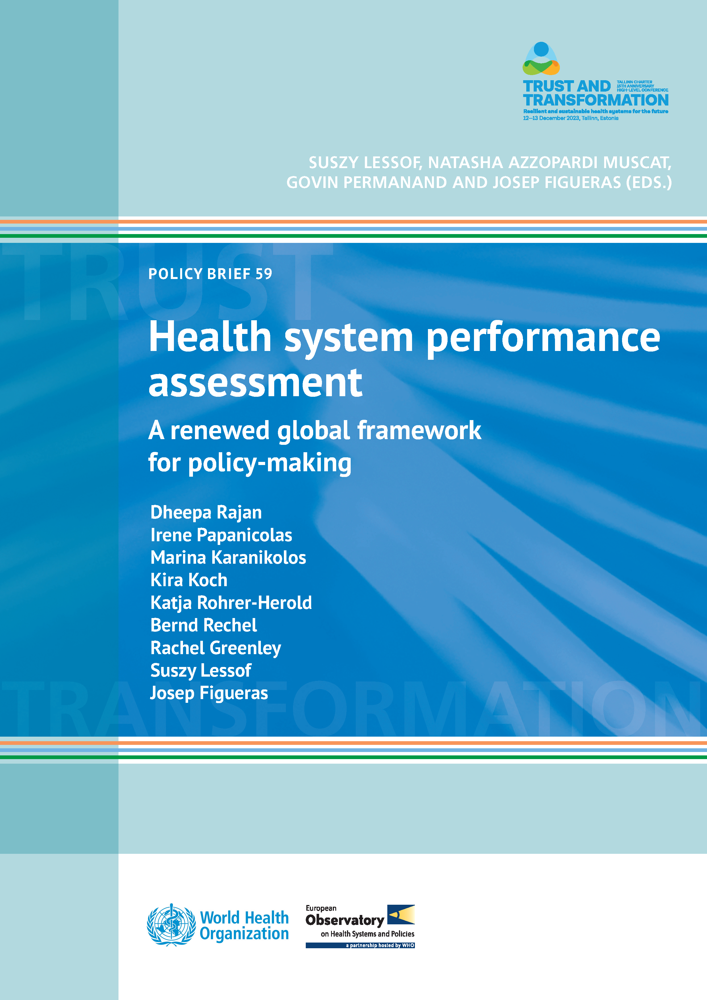 TRUST AND
TRANSFORMATION
TALLINN CHARTER
15TH ANNIVERSARY
HIGH-LEVEL CONFERENCE
Resilient and sustainable health systems for the future
12–13 December 2023, Tallinn, Estonia
SUSZY LESSOF, NATASHA AZZOPARDI MUSCAT,
GOVIN PERMANAND AND JOSEP FIGUERAS (EDS.)
TRUST
POLICY BRIEF 59
Health system performance
assessment
A renewed global framework
for policy-making
Dheepa Rajan
Irene Papanicolas
Marina Karanikolos
Kira Koch
Katja Rohrer-Herold
Bernd Rechel
Rachel Greenley
Suszy Lessof
Josep Figueras
TRANSFORMATION
World Health
Organization
European
Observatory
on Health Systems and Policies
a partnership hosted by WHO